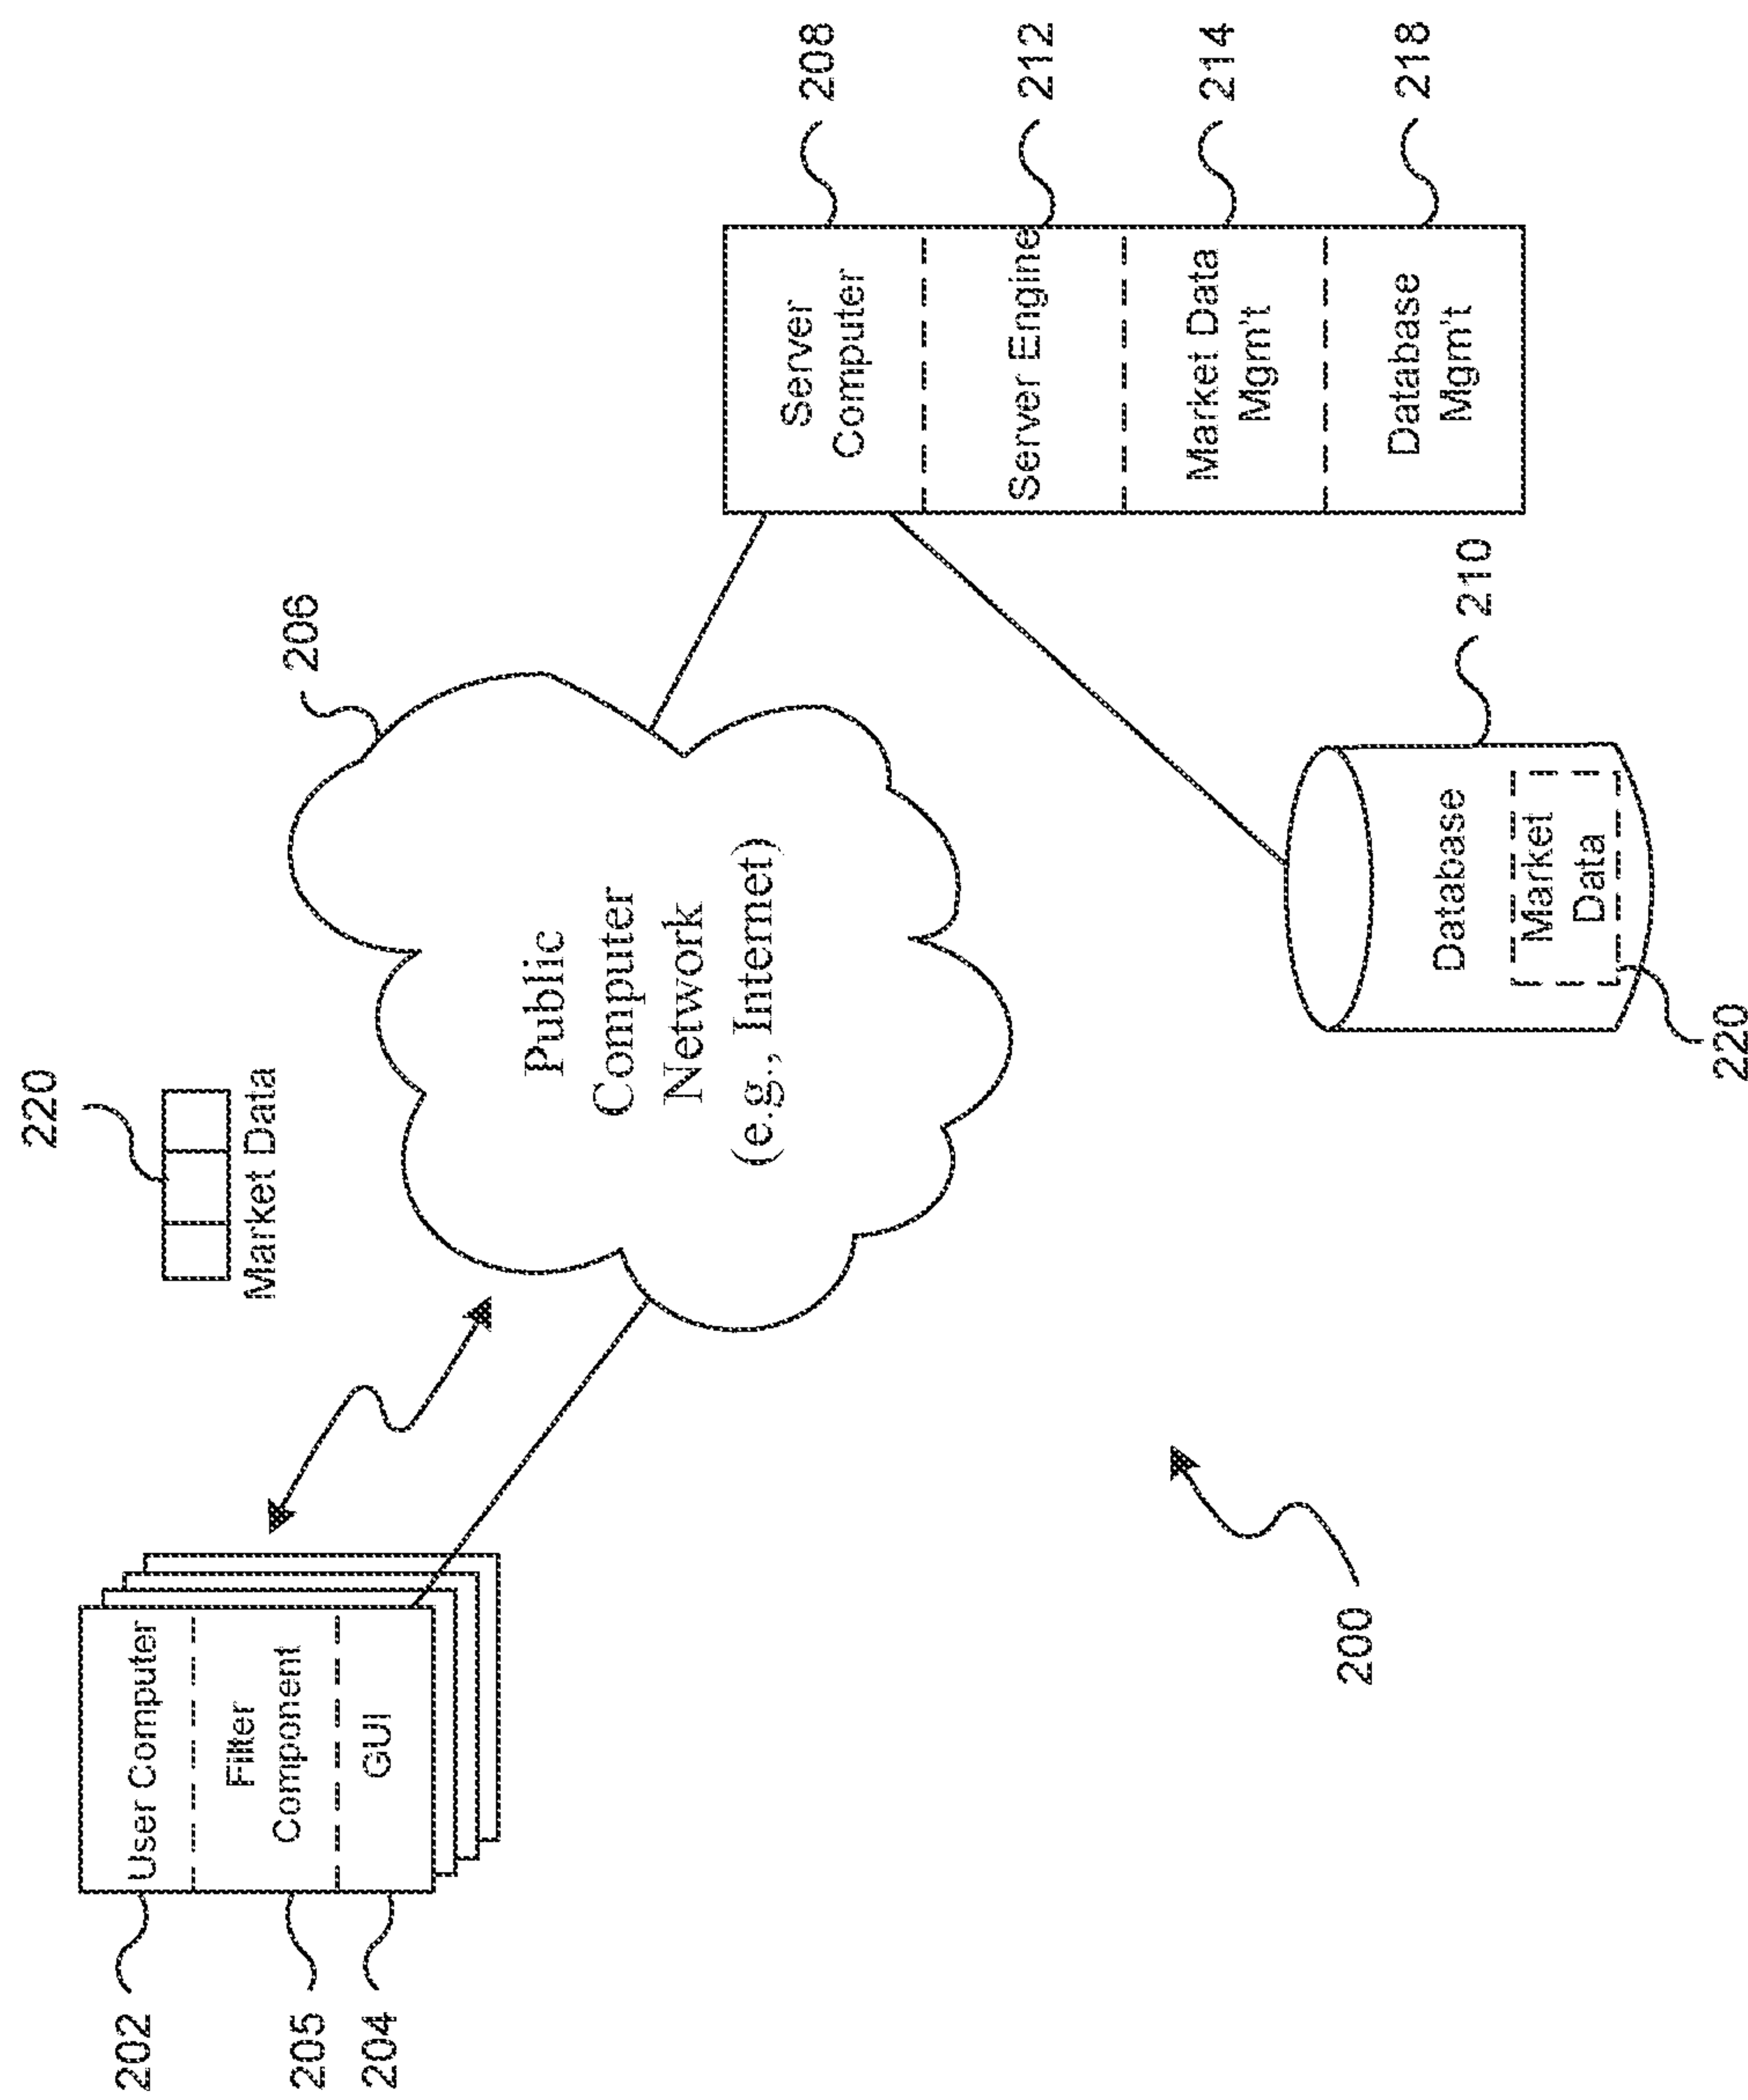 220
Market Data
202
User Computer
205
Filter
Component
204
GUI
206
Public
Computer
Network
(e.g., Internet)
208
Server
Computer
212
Server Engine
214
Market Data
Mgm't
218
Database
Mgm't
210
Database
Market
Data
220
200